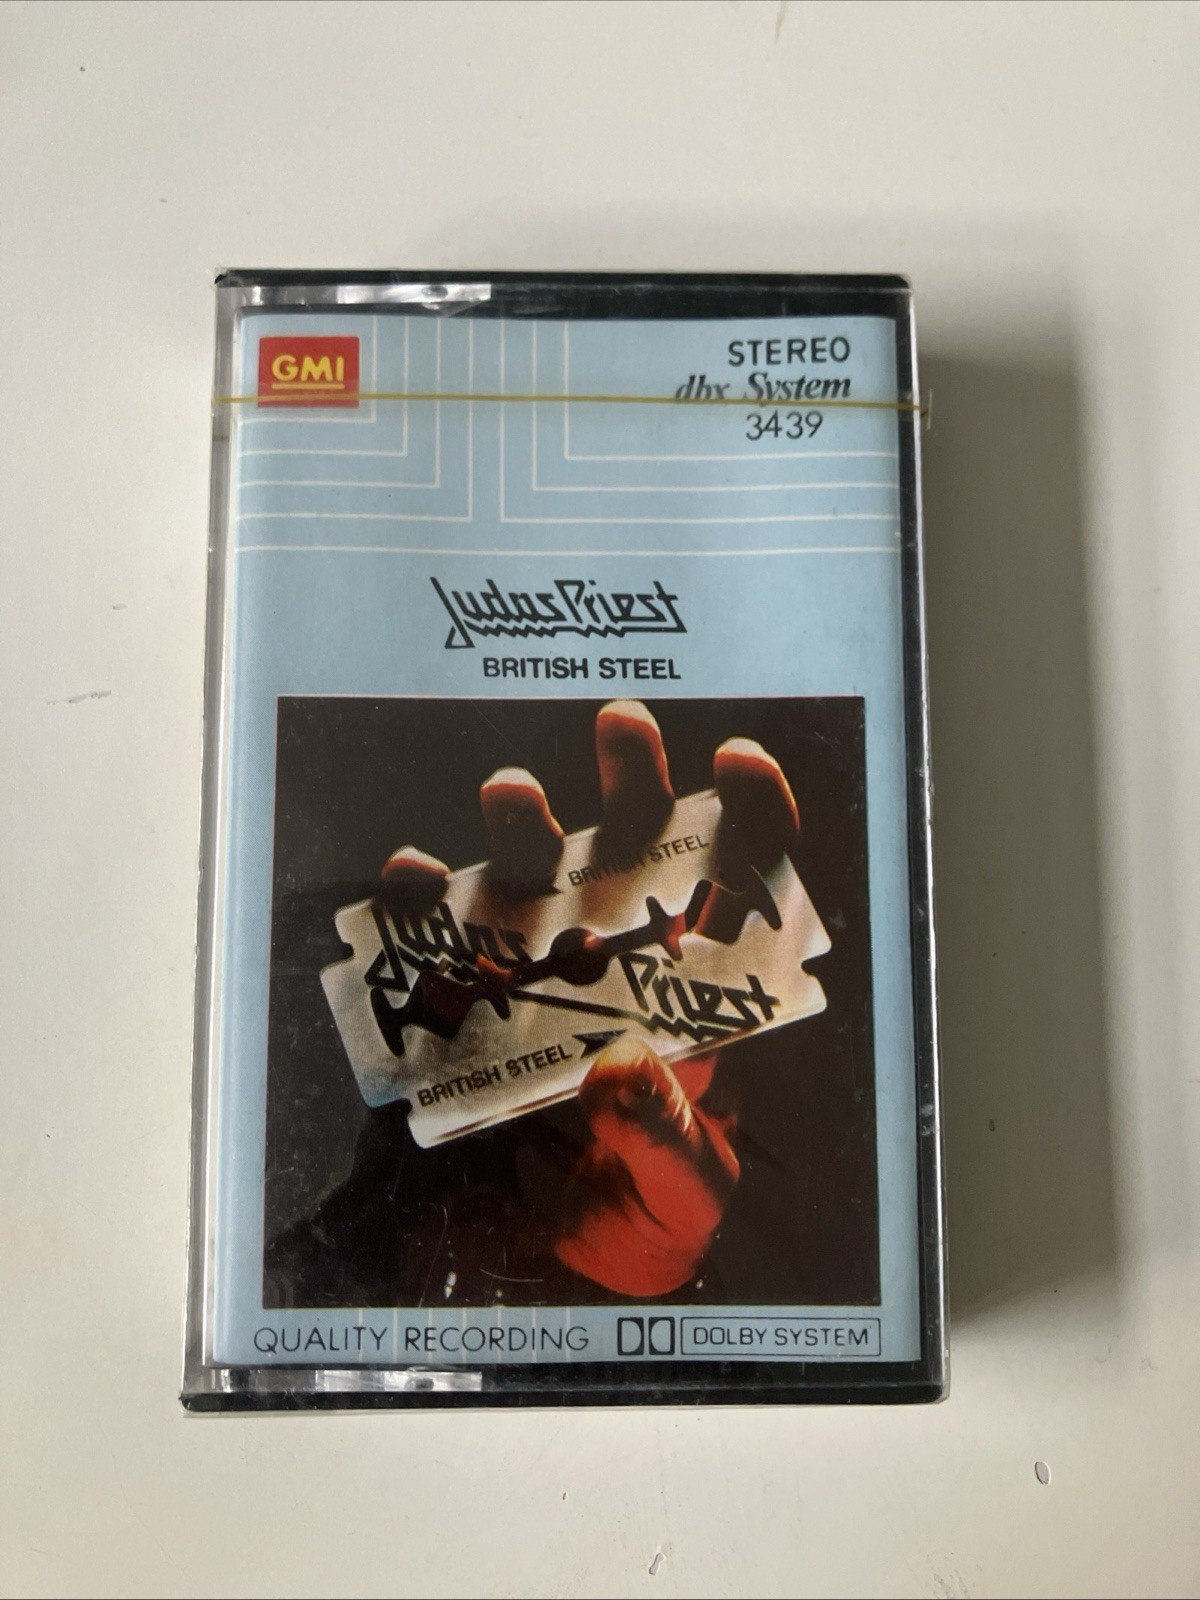 GMI
STEREO
dbx System
3439
Judas Priest
BRITISH STEEL
BRITISH STEEL
Judas
Priest
BRITISH STEEL
QUALITY RECORDING
DOLBY SYSTEM